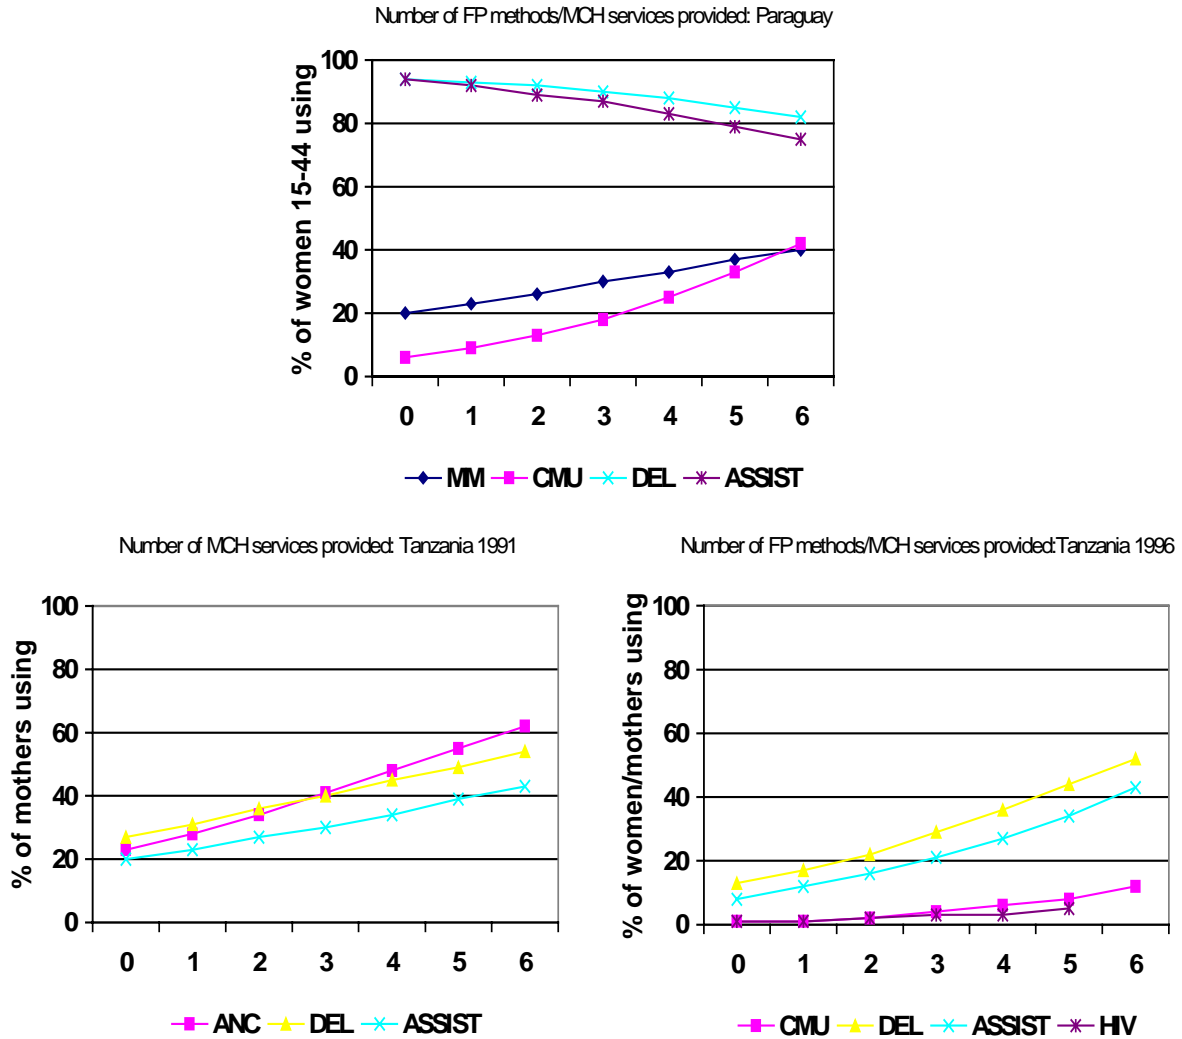 Number of FP methods/MCH services provided: Paraguay
% of women 15-44 using
100
80
60
40
20
0
0 1 2 3 4 5 6
MM CMU DEL ASSIST
Number of MCH services provided: Tanzania 1991
% of mothers using
100
80
60
40
20
0
0 1 2 3 4 5 6
ANC DEL ASSIST
Number of FP methods/MCH services provided:Tanzania 1996
% of women/mothers using
100
80
60
40
20
0
0 1 2 3 4 5 6
CMU DEL ASSIST HIV